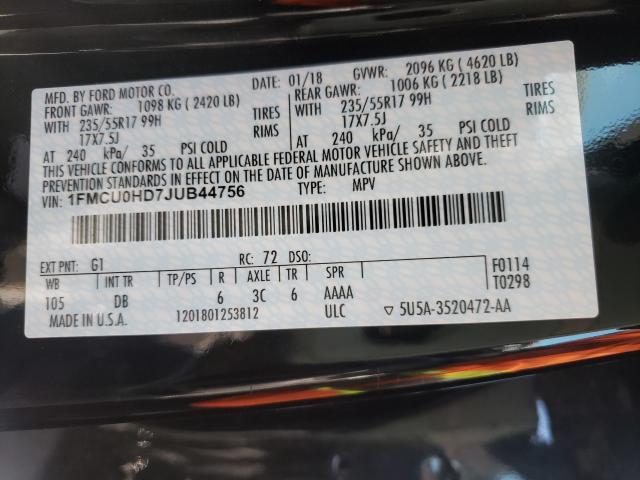 MFD. BY FORD MOTOR CO. DATE: 01/18 GVWR: 2096 KG ( 4620 LB)
FRONT GAWR: 1098 KG ( 2420 LB) REAR GAWR: 1006 KG ( 2218 LB)
WITH 235/55R17 99H TIRES WITH 235/55R17 99H TIRES
17X7.5J RIMS 17X7.5J RIMS
AT 240 kPa/ 35 PSI COLD AT 240 kPa/ 35 PSI COLD
THIS VEHICLE CONFORMS TO ALL APPLICABLE FEDERAL MOTOR VEHICLE SAFETY AND THEFT
PREVENTION STANDARDS IN EFFECT ON THE DATE OF MANUFACTURE SHOWN ABOVE.
VIN: 1FMCU0HD7JUB44756 TYPE: MPV
EXT PNT: G1 RC: 72 DSO: F0114
WB INT TR TP/PS R AXLE TR SPR T0298
105 DB 6 3C 6 AAAA
MADE IN U.S.A. 1201801253812 ULC ▽ 5U5A-3520472-AA